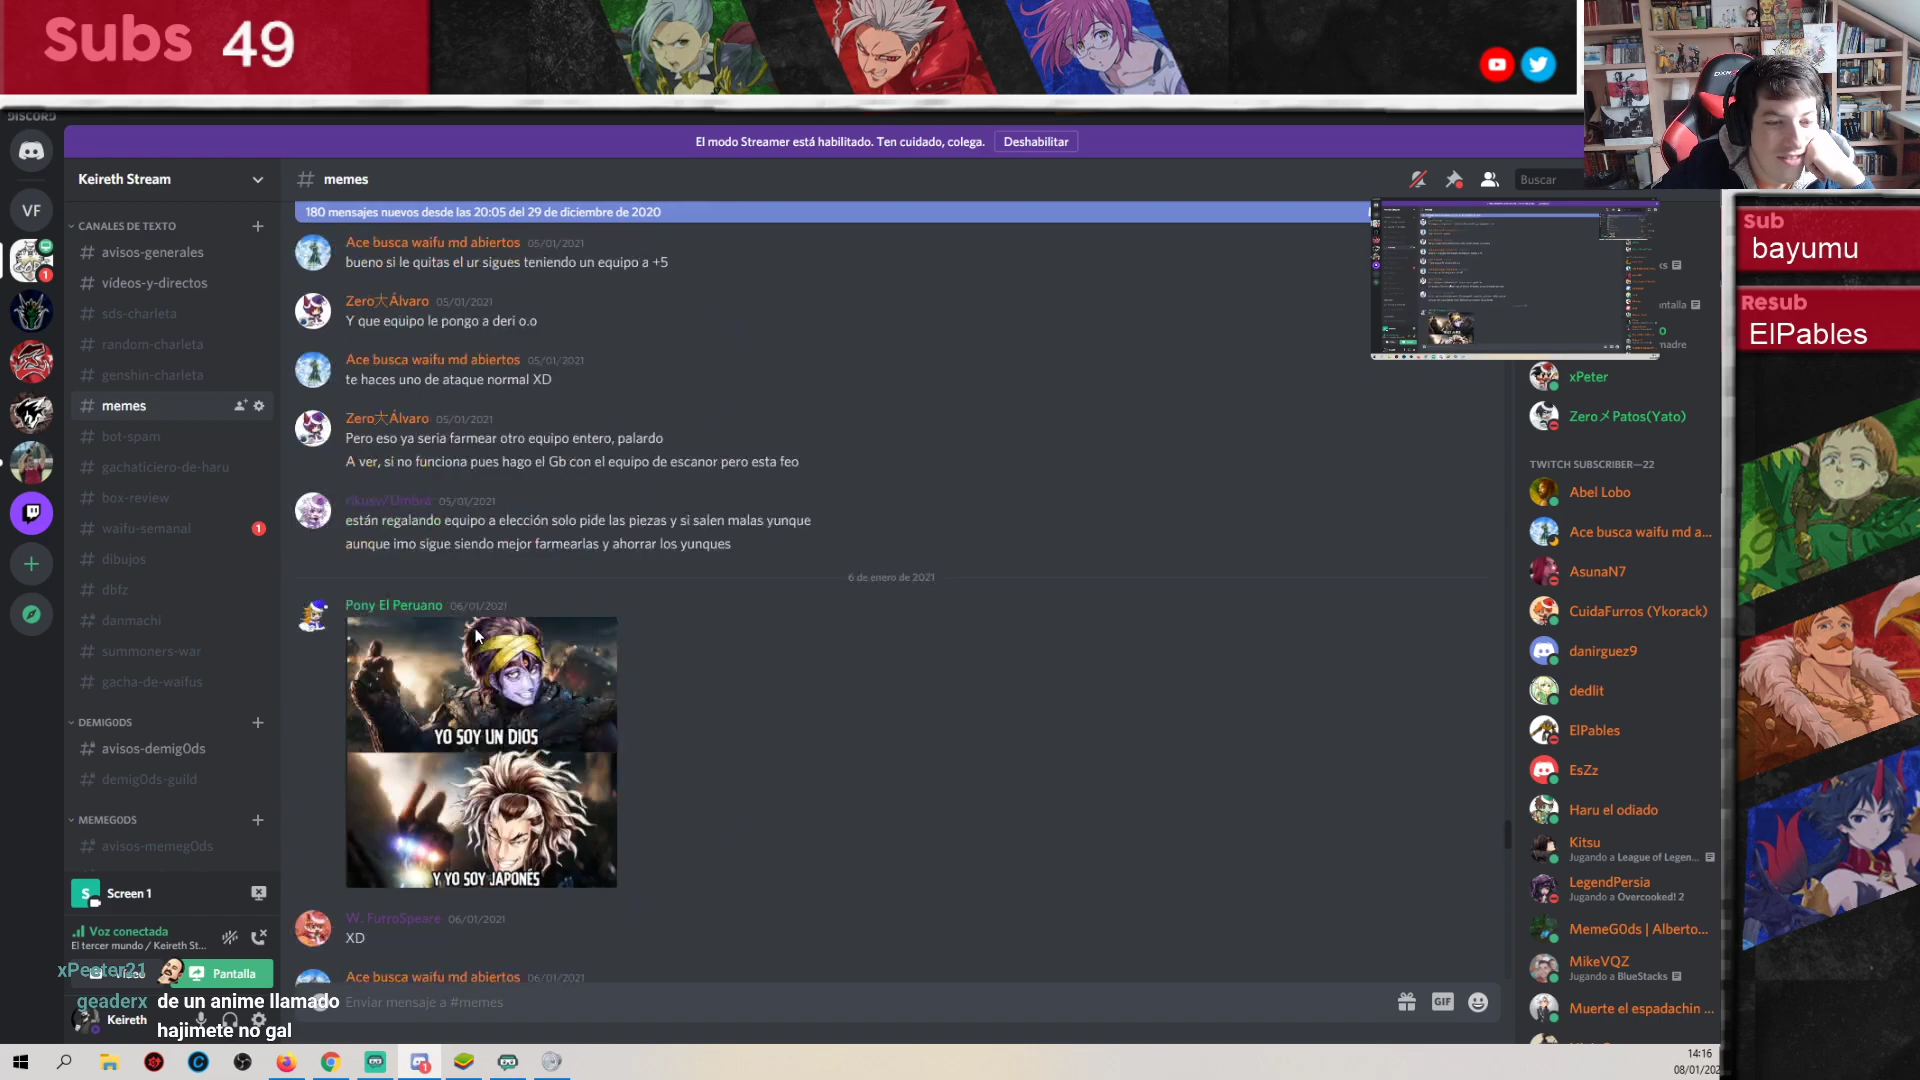 Subs 49
DISCORD
El modo Streamer está habilitado. Ten cuidado, colega. Deshabilitar
Keireth Stream
memes
Buscar
180 mensajes nuevos desde las 20:05 del 29 de diciembre de 2020
VF
CANALES DE TEXTO
avisos-generales
vídeos-y-directos
sds-charleta
random-charleta
genshin-charleta
memes
bot-spam
gachaticiero-de-haru
box-review
waifu-semanal 1
dibujos
dbfz
danmachi
summoners-war
gacha-de-waifus
DEMIG0DS
avisos-demig0ds
demig0ds-guild
MEMEG0DS
avisos-memeg0ds
Screen 1
Voz conectada
El tercer mundo / Keireth St...
Pantalla
Keireth
xPeeter21
geaderx de un anime llamado
hajimete no gal
Ace busca waifu md abiertos 05/01/2021
bueno si le quitas el ur sigues teniendo un equipo a +5
Zero大Álvaro 05/01/2021
Y que equipo le pongo a deri o.o
Ace busca waifu md abiertos 05/01/2021
te haces uno de ataque normal XD
Zero大Álvaro 05/01/2021
Pero eso ya seria farmear otro equipo entero, palardo
A ver, si no funciona pues hago el Gb con el equipo de escanor pero esta feo
05/01/2021
están regalando equipo a elección solo pide las piezas y si salen malas yunque
aunque imo sigue siendo mejor farmearlas y ahorrar los yunques
6 de enero de 2021
Pony El Peruano 06/01/2021
YO SOY UN DIOS
Y YO SOY JAPONÉS
W. FurroSpeare 06/01/2021
XD
Ace busca waifu md abiertos 06/01/2021
Enviar mensaje a #memes
GIF
xPeter
Zero乄Patos(Yato)
TWITCH SUBSCRIBER—22
Abel Lobo
Ace busca waifu md a...
AsunaN7
CuidaFurros (Ykorack)
danirguez9
dedlit
ElPables
EsZz
Haru el odiado
Kitsu
Jugando a League of Legen...
LegendPersia
Jugando a Overcooked! 2
MemeG0ds | Alberto...
MikeVQZ
Jugando a BlueStacks
Muerte el espadachin ...
Sub
bayumu
Resub
ElPables
14:16
08/01/202